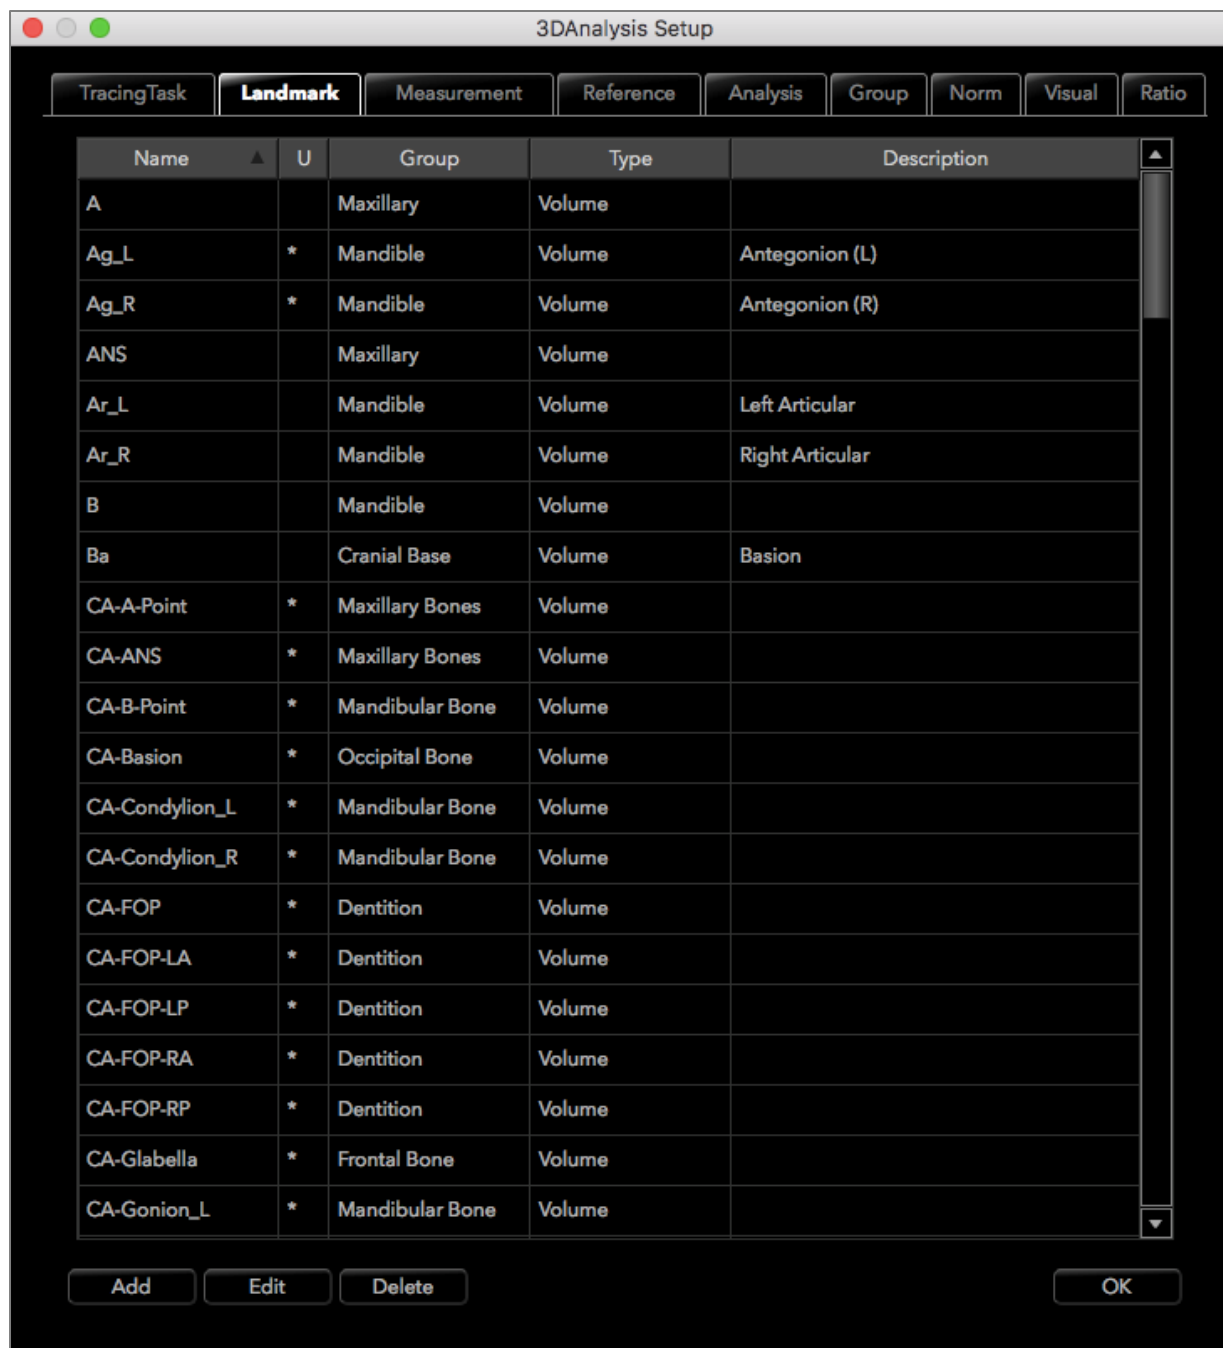 3DAnalysis Setup
TracingTask Landmark Measurement Reference Analysis Group Norm Visual Ratio
Name U Group Type Description
A Maxillary Volume
Ag_L * Mandible Volume Antegonion (L)
Ag_R * Mandible Volume Antegonion (R)
ANS Maxillary Volume
Ar_L Mandible Volume Left Articular
Ar_R Mandible Volume Right Articular
B Mandible Volume
Ba Cranial Base Volume Basion
CA-A-Point * Maxillary Bones Volume
CA-ANS * Maxillary Bones Volume
CA-B-Point * Mandibular Bone Volume
CA-Basion * Occipital Bone Volume
CA-Condylion_L * Mandibular Bone Volume
CA-Condylion_R * Mandibular Bone Volume
CA-FOP * Dentition Volume
CA-FOP-LA * Dentition Volume
CA-FOP-LP * Dentition Volume
CA-FOP-RA * Dentition Volume
CA-FOP-RP * Dentition Volume
CA-Glabella * Frontal Bone Volume
CA-Gonion_L * Mandibular Bone Volume
Add Edit Delete OK